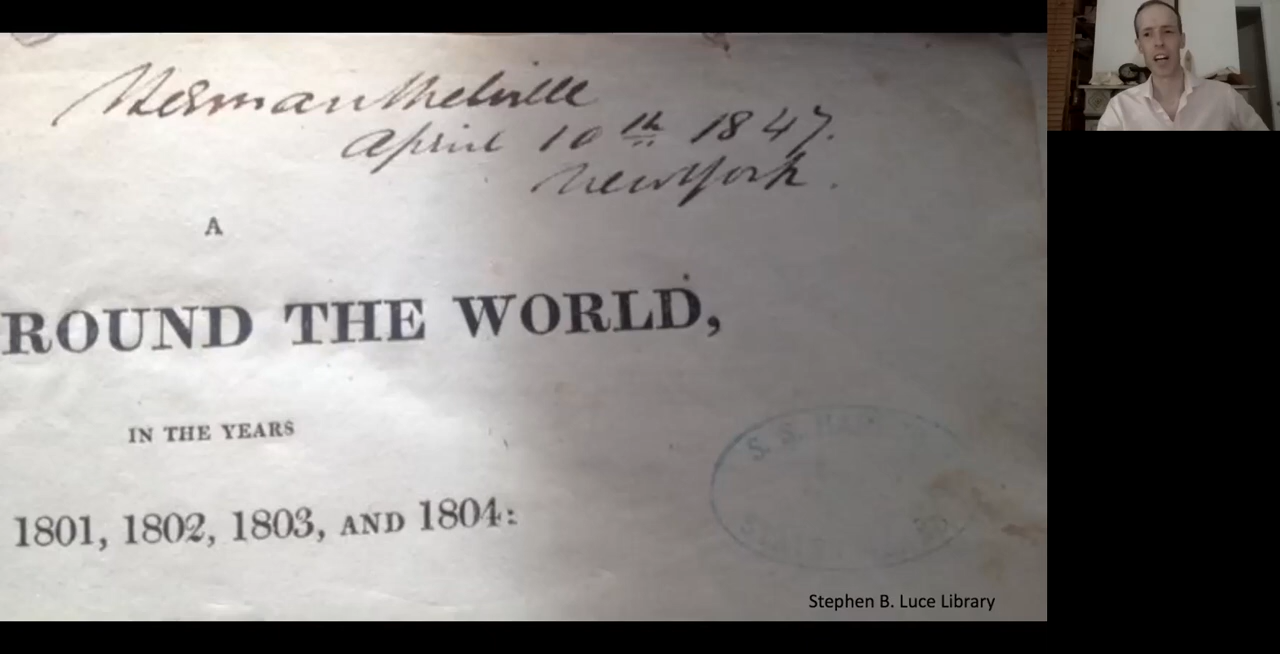 Herman Melville
April 10th 1847.
New York.
A
ROUND THE WORLD,
IN THE YEARS
1801, 1802, 1803, AND 1804:
S. S.
Stephen B. Luce Library